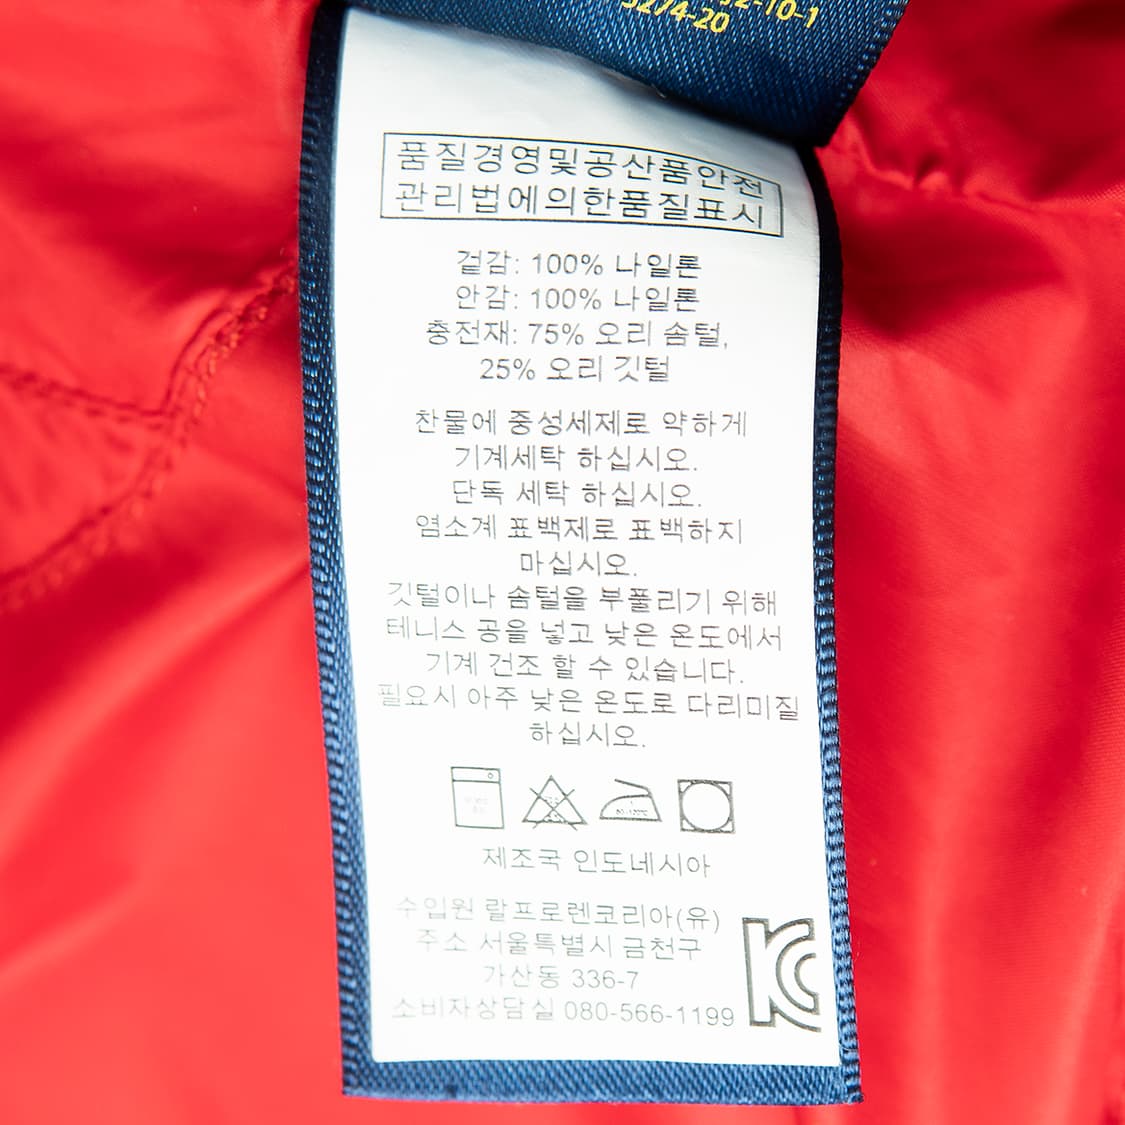 5274-20
품질경영및공산품안전
관리법에의한품질표시
겉감: 100% 나일론
안감: 100% 나일론
충전재: 75% 오리 솜털,
25% 오리 깃털
찬물에 중성세제로 약하게
기계세탁 하십시오.
단독 세탁 하십시오.
염소계 표백제로 표백하지
마십시오.
깃털이나 솜털을 부풀리기 위해
테니스 공을 넣고 낮은 온도에서
기계 건조 할 수 있습니다.
필요시 아주 낮은 온도로 다리미질
하십시오.
제조국 인도네시아
수입원 랄프로렌코리아(유)
주소 서울특별시 금천구
가산동 336-7
소비자상담실 080-566-1199